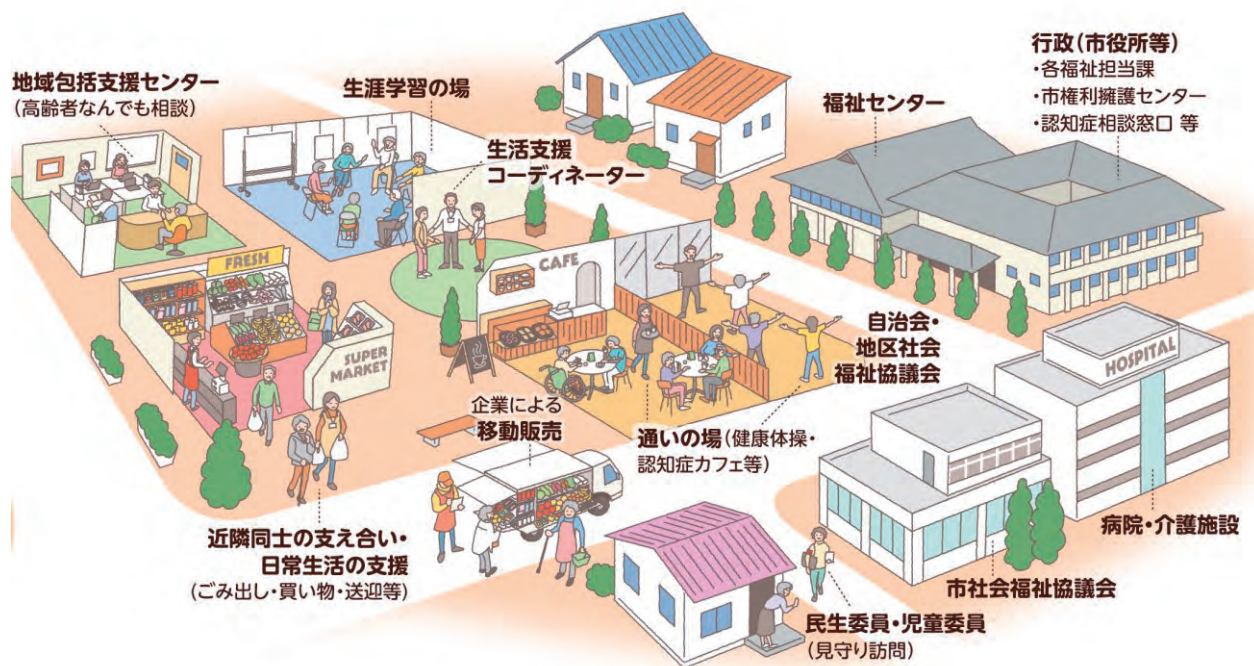 地域包括支援センター
(高齢者なんでも相談)
生涯学習の場
生活支援
コーディネーター
福祉センター
行政(市役所等)
・各福祉担当課
・市権利擁護センター
・認知症相談窓口 等
FRESH
SUPER
MARKET
CAFE
自治会・
地区社会
福祉協議会
HOSPITAL
企業による
移動販売
通いの場(健康体操・
認知症カフェ等)
近隣同士の支え合い・
日常生活の支援
(ごみ出し・買い物・送迎等)
病院・介護施設
市社会福祉協議会
民生委員・児童委員
(見守り訪問)